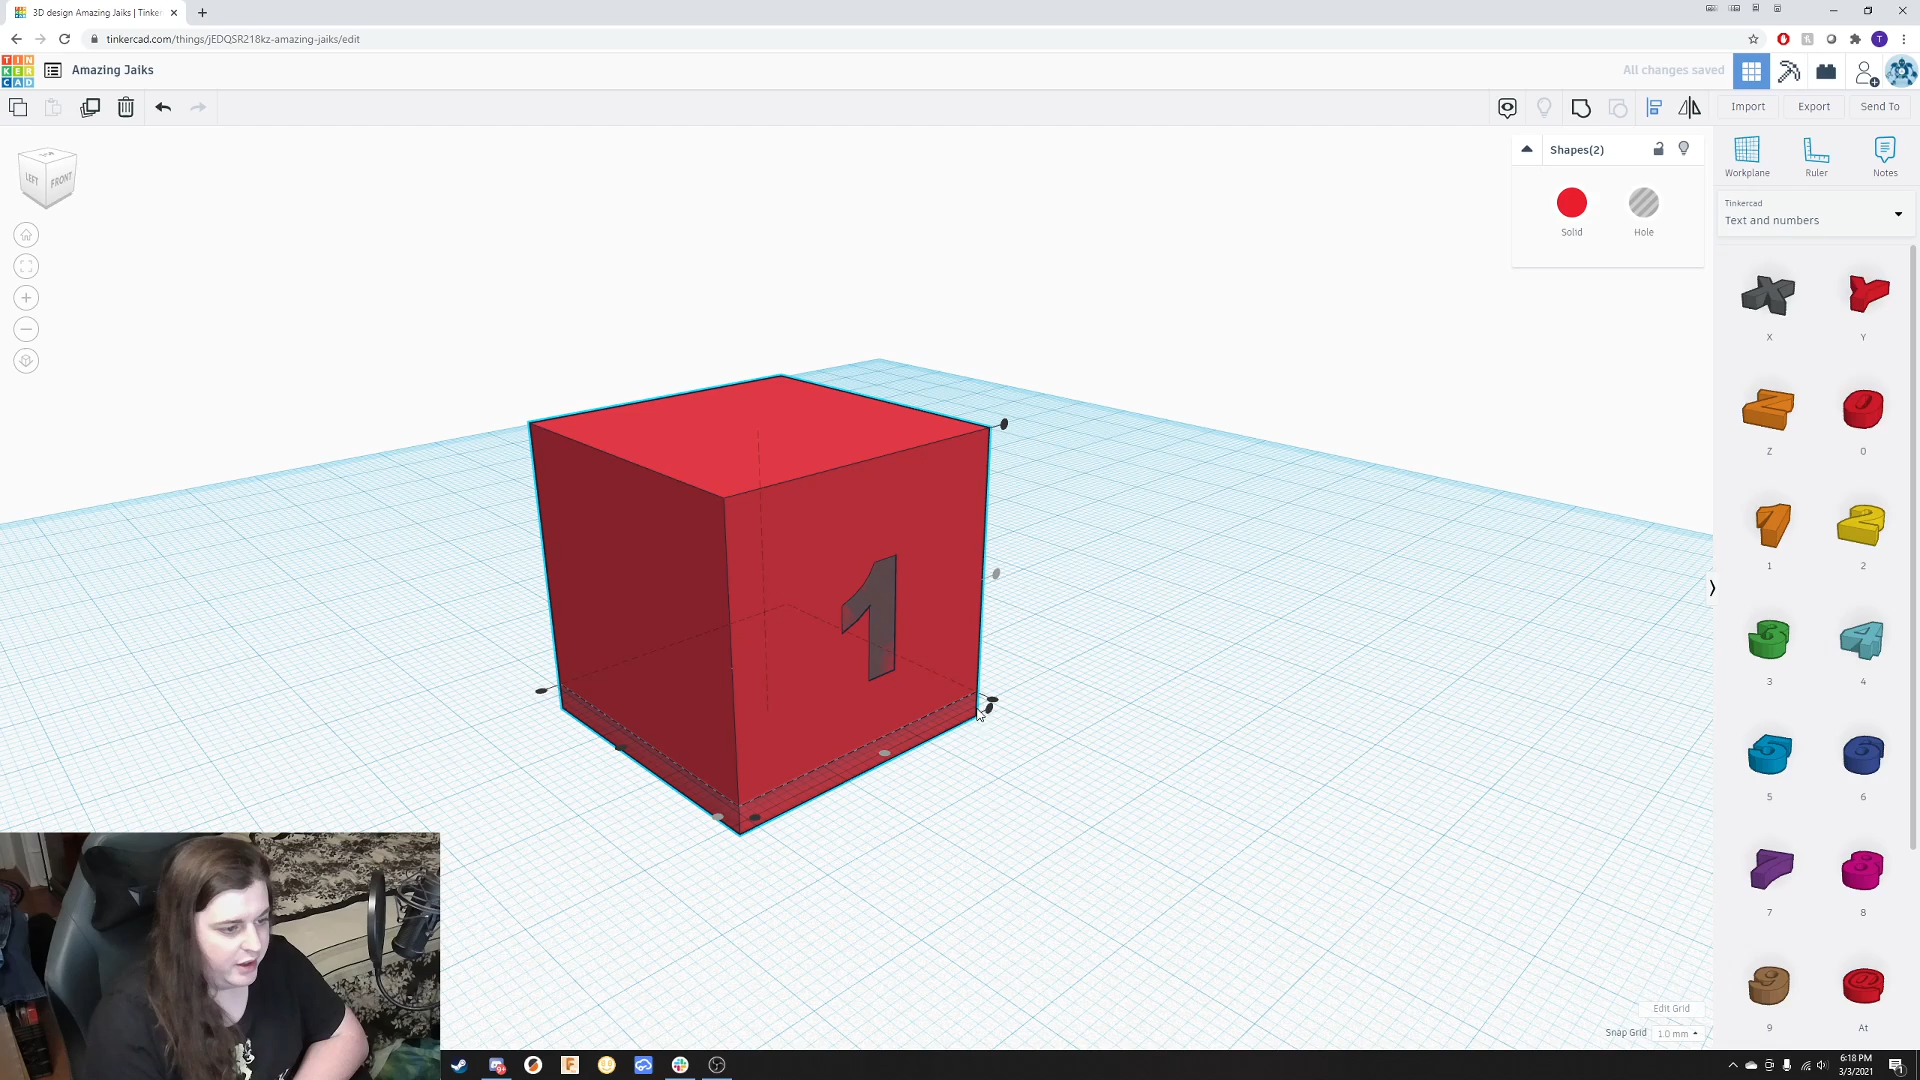 3D design Amazing Jaiks | Tinker
tinkercad.com/things/jEDQSR218kz-amazing-jaiks/edit
T
TIN
KER
CAD
Amazing Jaiks
All changes saved
Import
Export
Send To
LEFT
FRONT
Shapes(2)
Solid
Hole
Workplane
Ruler
Notes
Tinkercad
Text and numbers
X
Y
Z
0
1
2
3
4
5
6
7
8
9
At
1
Edit Grid
Snap Grid
1.0 mm
6:18 PM
3/3/2021